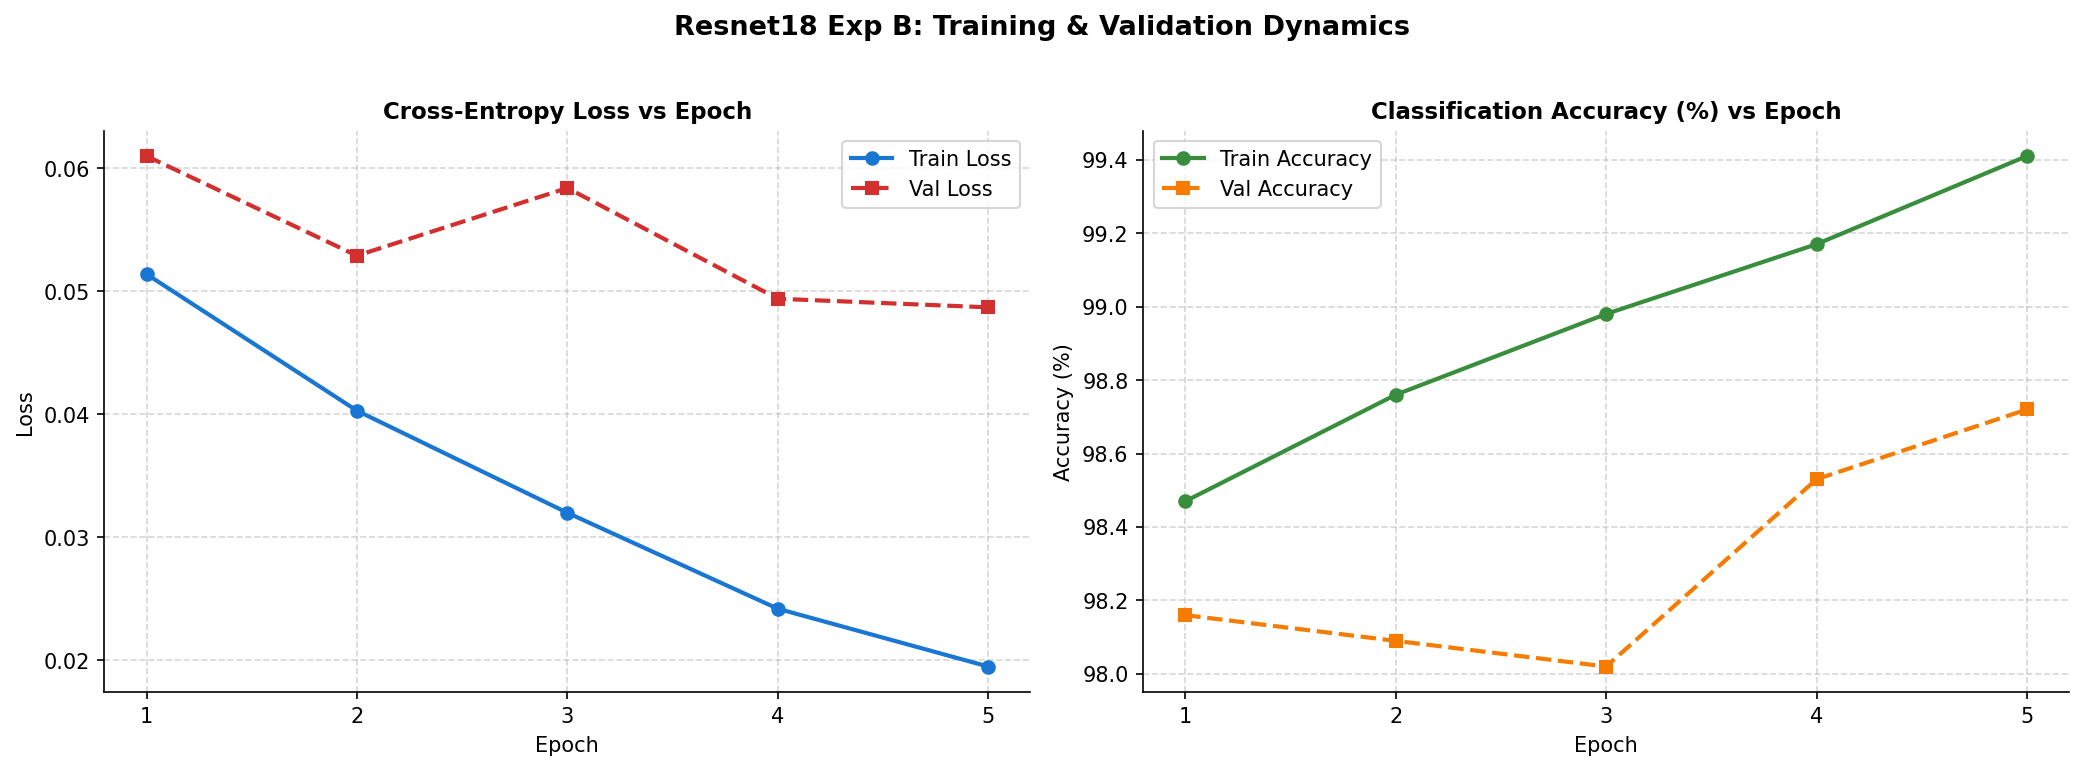 Resnet18 Exp B: Training & Validation Dynamics
Cross-Entropy Loss vs Epoch
Train Loss
Val Loss
0.06
0.05
0.04
0.03
0.02
Loss
1 2 3 4 5
Epoch
Classification Accuracy (%) vs Epoch
Train Accuracy
Val Accuracy
99.4
99.2
99.0
98.8
98.6
98.4
98.2
98.0
Accuracy (%)
1 2 3 4 5
Epoch